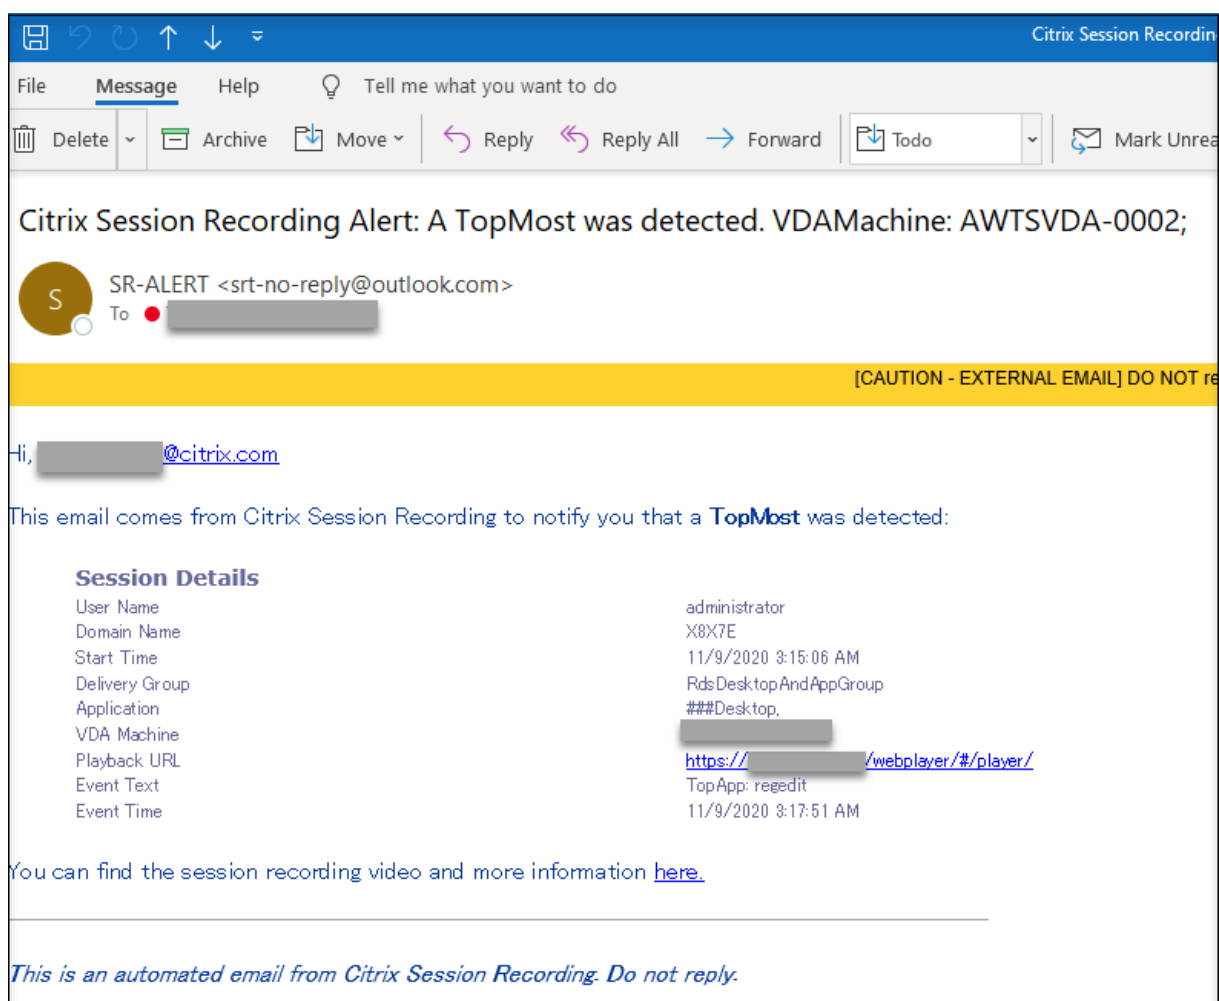 Citrix Session Recordin
File Message Help Tell me what you want to do
Delete Archive Move Reply Reply All Forward Todo Mark Unrea
Citrix Session Recording Alert: A TopMost was detected. VDAMachine: AWTSVDA-0002;
S
SR-ALERT <srt-no-reply@outlook.com>
To
[CAUTION - EXTERNAL EMAIL] DO NOT re
Hi, @citrix.com
This email comes from Citrix Session Recording to notify you that a TopMost was detected:
Session Details
User Name administrator
Domain Name X8X7E
Start Time 11/9/2020 3:15:06 AM
Delivery Group RdsDesktopAndAppGroup
Application ###Desktop,
VDA Machine
Playback URL https:// /webplayer/#/player/
Event Text TopApp: regedit
Event Time 11/9/2020 3:17:51 AM
You can find the session recording video and more information here.
This is an automated email from Citrix Session Recording. Do not reply.